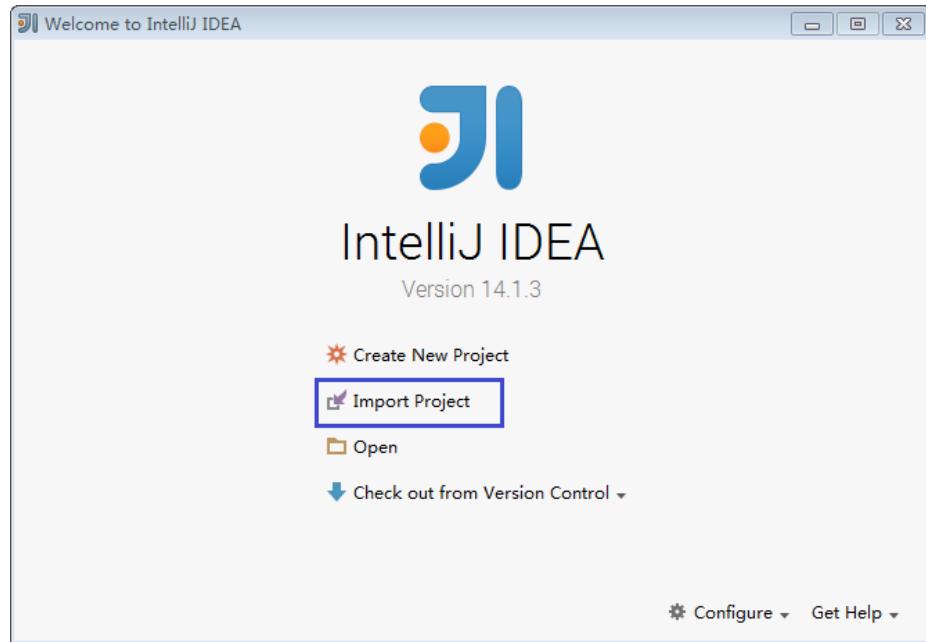 Welcome to IntelliJ IDEA
IntelliJ IDEA
Version 14.1.3
Create New Project
Import Project
Open
Check out from Version Control
Configure Get Help